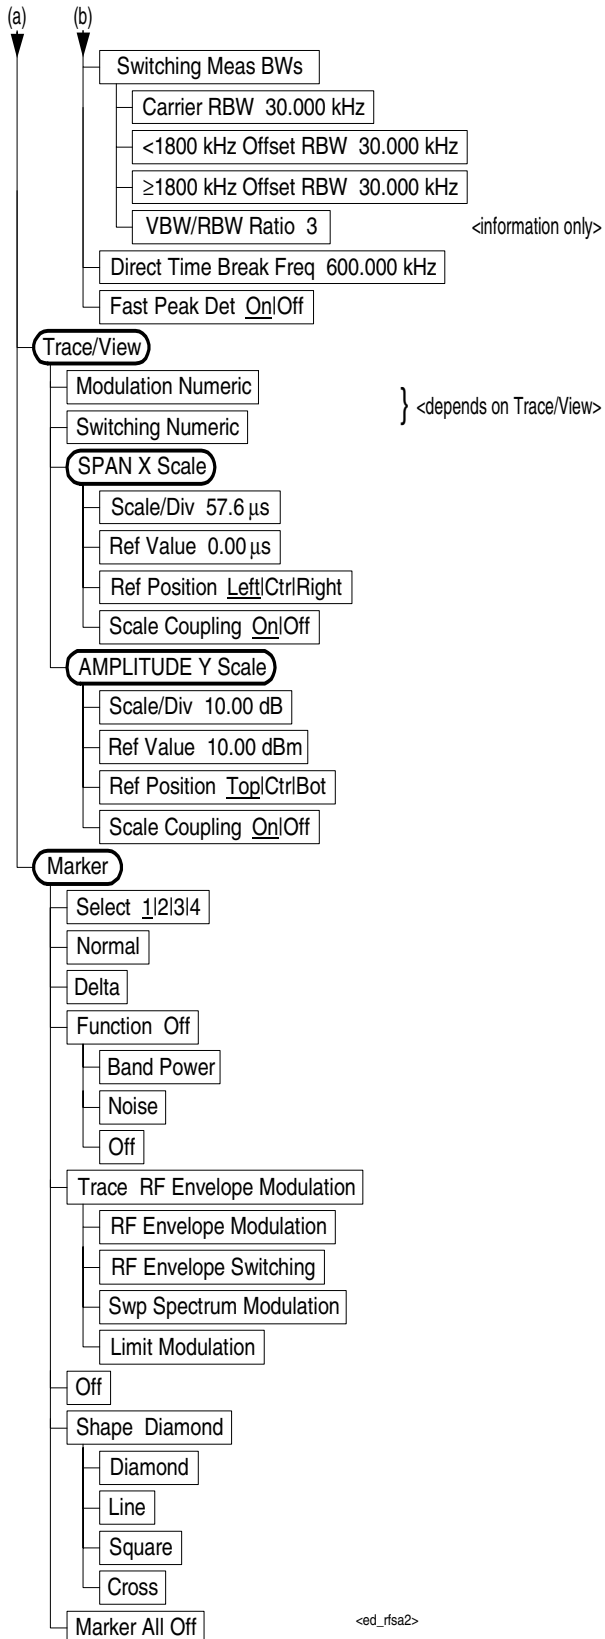 (a) (b)
Switching Meas BWs
Carrier RBW 30.000 kHz
<1800 kHz Offset RBW 30.000 kHz
≥1800 kHz Offset RBW 30.000 kHz
VBW/RBW Ratio 3 <information only>
Direct Time Break Freq 600.000 kHz
Fast Peak Det On|Off
Trace/View
Modulation Numeric
} <depends on Trace/View>
Switching Numeric
SPAN X Scale
Scale/Div 57.6 µs
Ref Value 0.00 µs
Ref Position Left|Ctr|Right
Scale Coupling On|Off
AMPLITUDE Y Scale
Scale/Div 10.00 dB
Ref Value 10.00 dBm
Ref Position Top|Ctr|Bot
Scale Coupling On|Off
Marker
Select 1|2|3|4
Normal
Delta
Function Off
Band Power
Noise
Off
Trace RF Envelope Modulation
RF Envelope Modulation
RF Envelope Switching
Swp Spectrum Modulation
Limit Modulation
Off
Shape Diamond
Diamond
Line
Square
Cross
Marker All Off <ed_rfsa2>